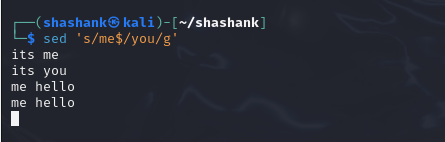 ┌──(shashank㉿kali)-[~/shashank]
└─$ sed 's/me$/you/g'
its me
its you
me hello
me hello